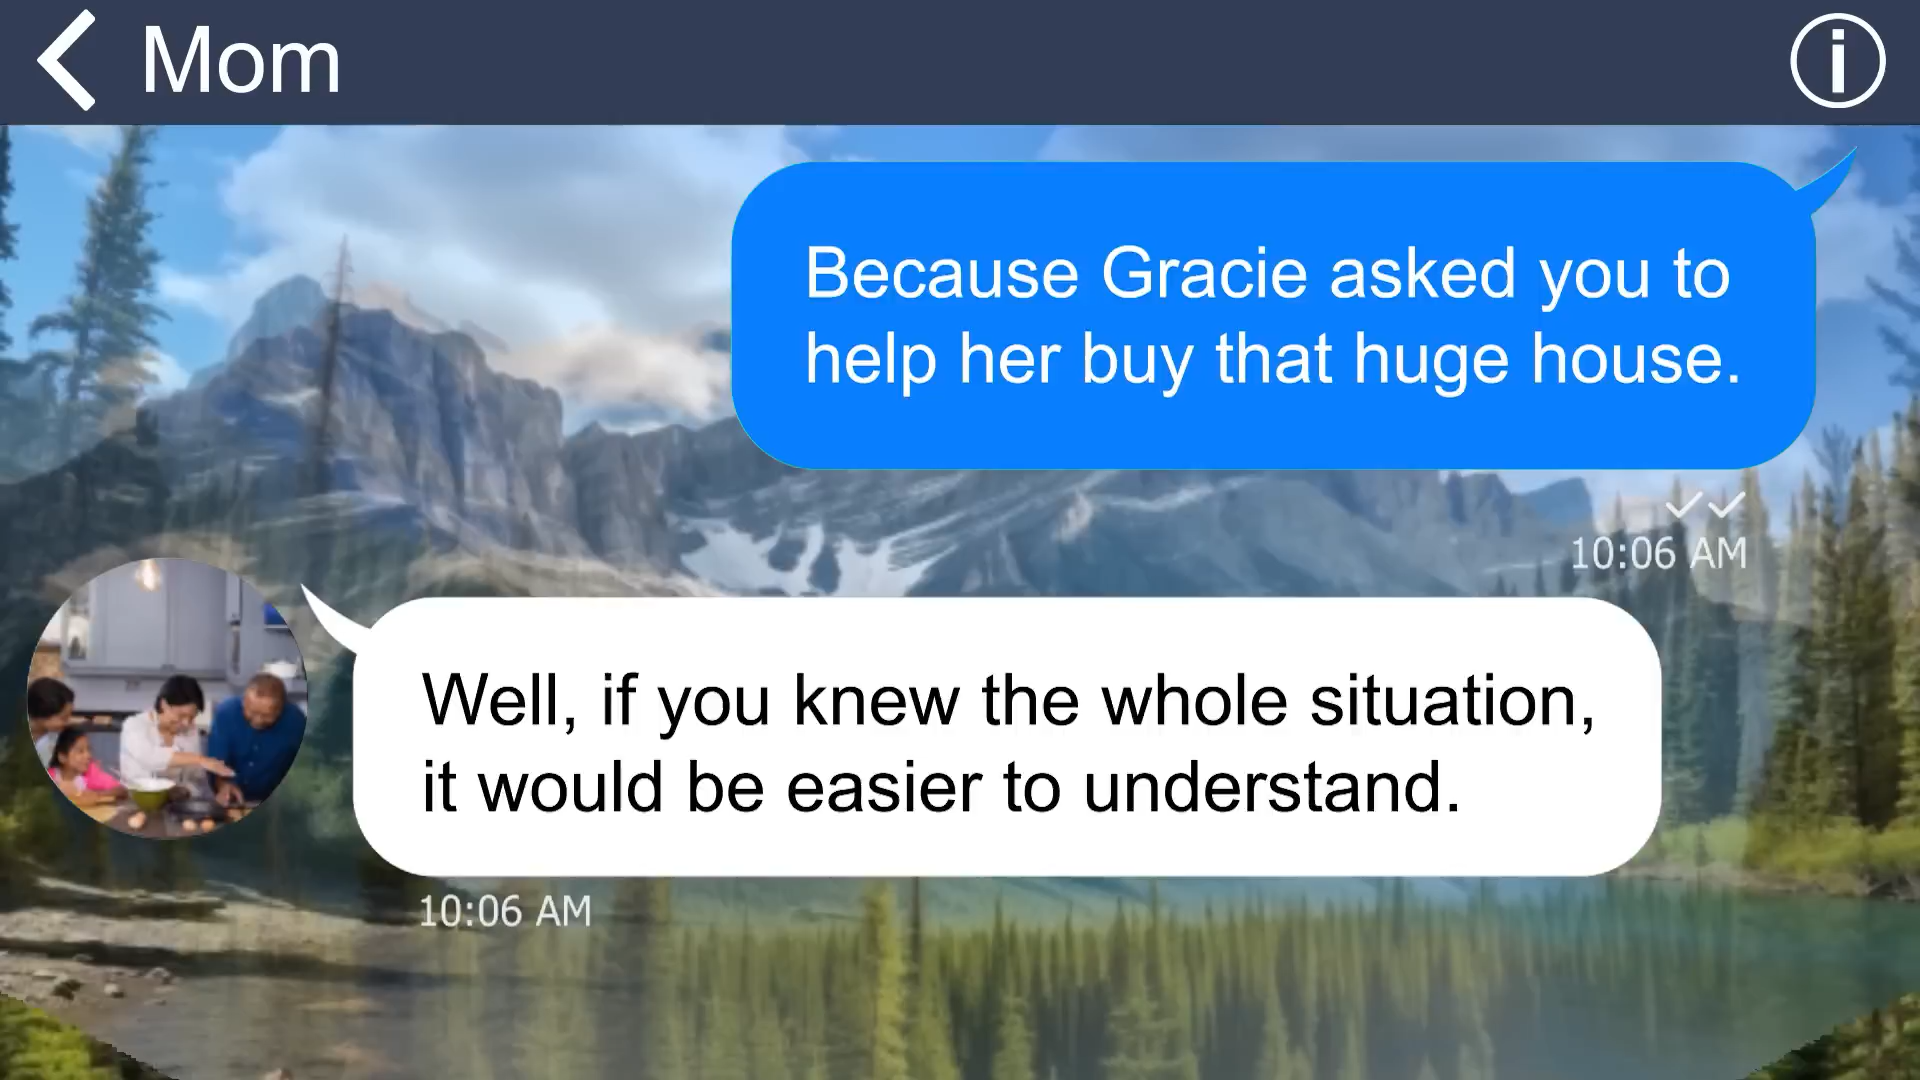 Mom
Because Gracie asked you to
help her buy that huge house.
10:06 AM
Well, if you knew the whole situation,
it would be easier to understand.
10:06 AM